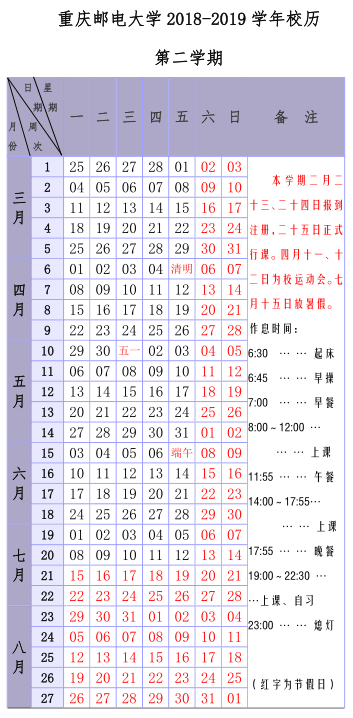 重庆邮电大学 2018-2019 学年校历
第二学期
日 星
期 期
月 周
份 次
一 二 三 四 五 六 日 备 注
三月
1 25 26 27 28 01 02 03
2 04 05 06 07 08 09 10
3 11 12 13 14 15 16 17
4 18 19 20 21 22 23 24
5 25 26 27 28 29 30 31
四月
6 01 02 03 04 清明 06 07
7 08 09 10 11 12 13 14
8 15 16 17 18 19 20 21
9 22 23 24 25 26 27 28
五月
10 29 30 五一 02 03 04 05
11 06 07 08 09 10 11 12
12 13 14 15 16 17 18 19
13 20 21 22 23 24 25 26
14 27 28 29 30 31 01 02
六月
15 03 04 05 06 端午 08 09
16 10 11 12 13 14 15 16
17 17 18 19 20 21 22 23
18 24 25 26 27 28 29 30
七月
19 01 02 03 04 05 06 07
20 08 09 10 11 12 13 14
21 15 16 17 18 19 20 21
22 22 23 24 25 26 27 28
八月
23 29 30 31 01 02 03 04
24 05 06 07 08 09 10 11
25 12 13 14 15 16 17 18
26 19 20 21 22 23 24 25
27 26 27 28 29 30 31 01
本学期二月二
十三、二十四日报到
注册，二十五日正式
行课。四月十一、十
二日为校运动会。七
月十五日放暑假。
作息时间：
6:30 … … 起床
6:45 … … 早操
7:00 … … 早餐
8:00 ~ 12:00 …
… … 上课
11:55 … … 午餐
14:00 ~ 17:55…
… … 上课
17:55 … … 晚餐
19:00 ~ 22:30 …
…上课、自习
23:00 … … 熄灯
（红字为节假日）